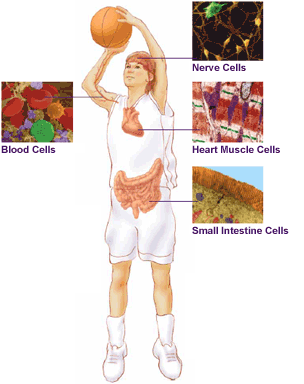 Nerve Cells
Blood Cells
Heart Muscle Cells
Small Intestine Cells